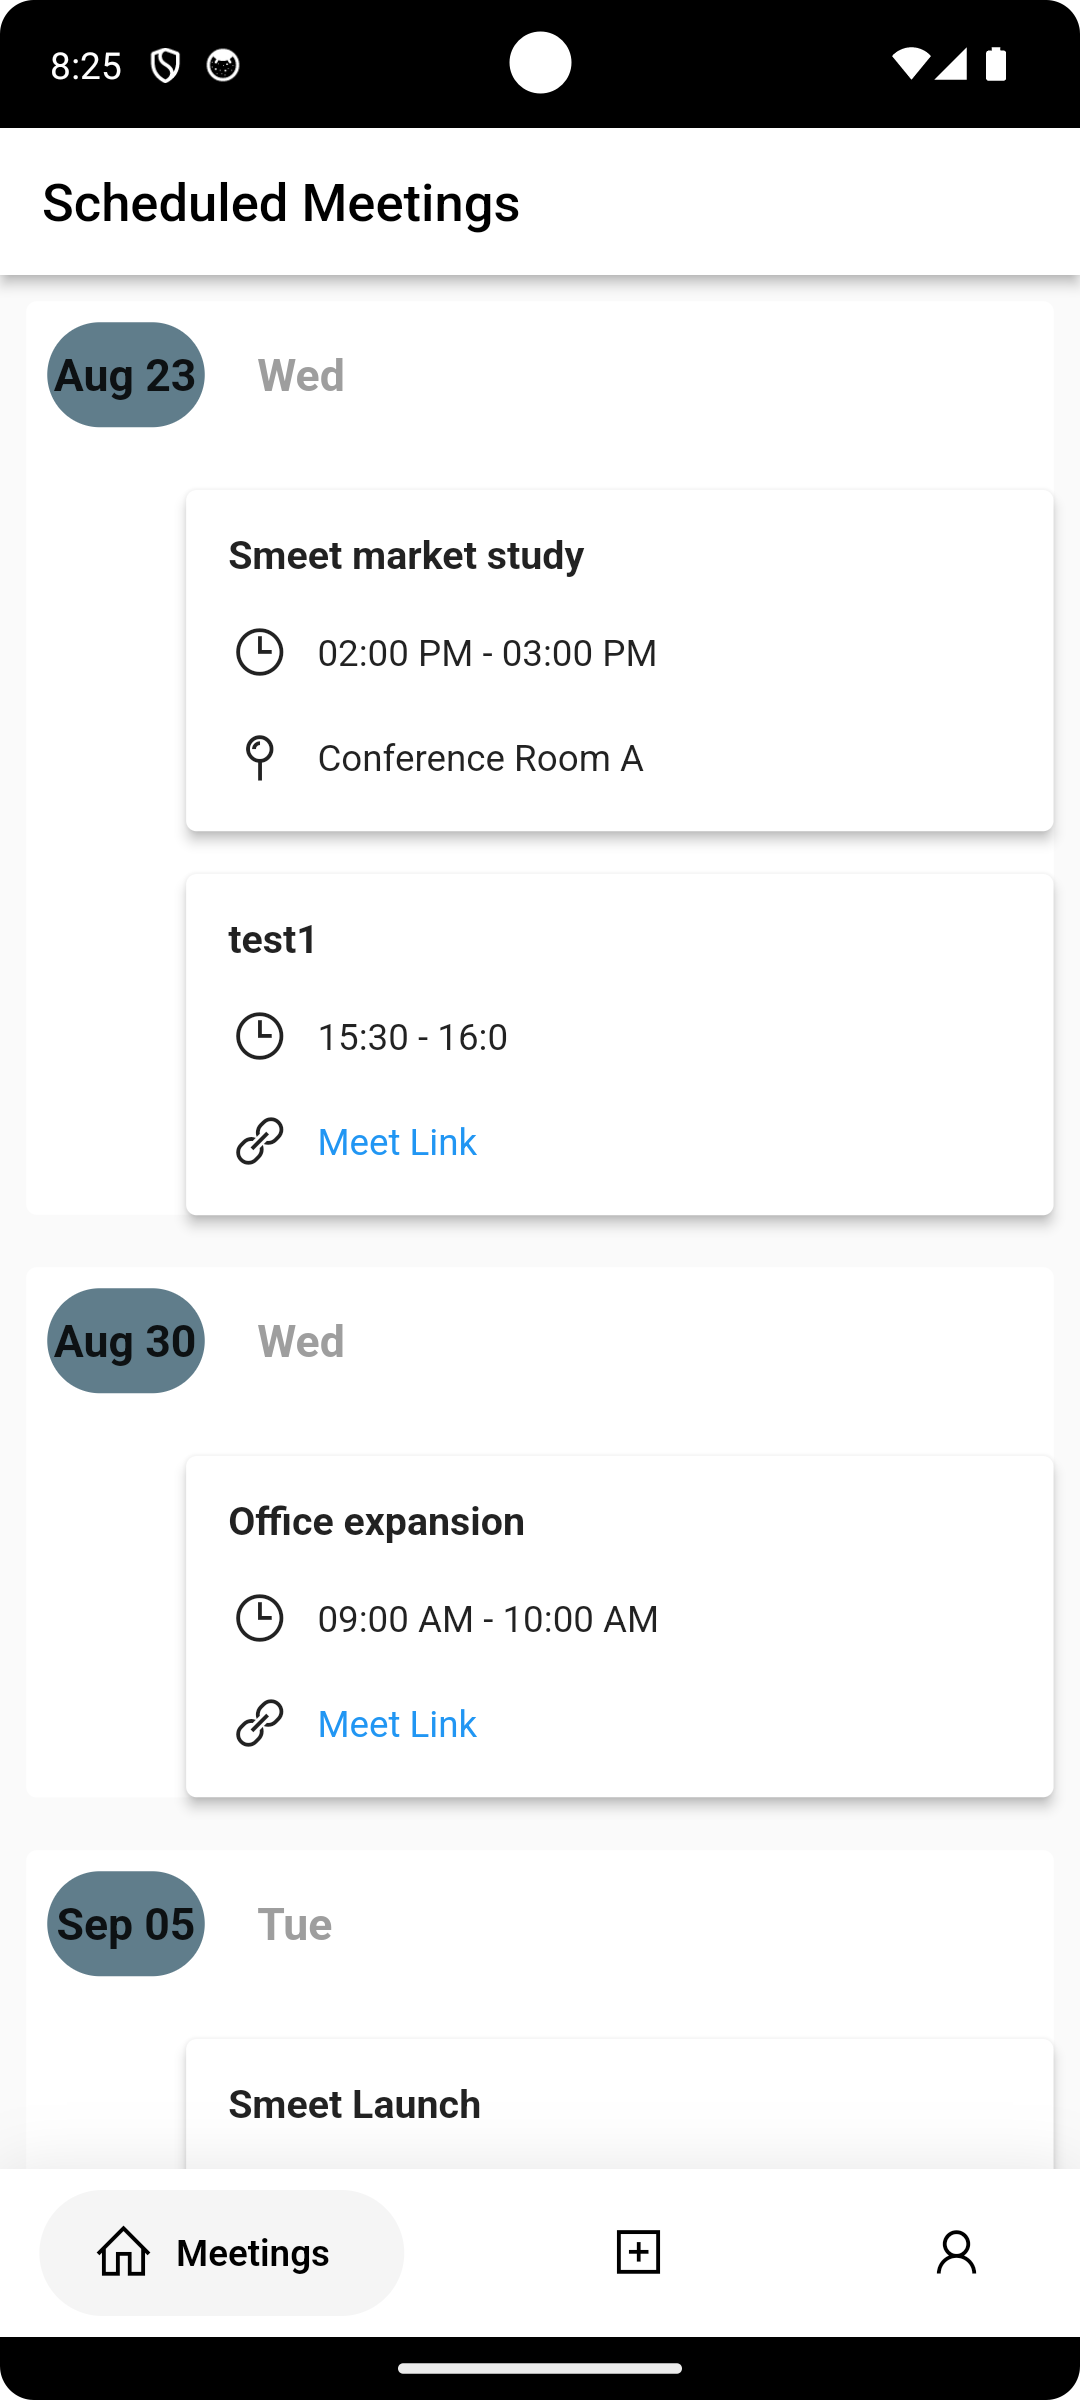 8:25
Scheduled Meetings
Aug 23 Wed
Smeet market study
02:00 PM - 03:00 PM
Conference Room A
test1
15:30 - 16:0
Meet Link
Aug 30 Wed
Office expansion
09:00 AM - 10:00 AM
Meet Link
Sep 05 Tue
Smeet Launch
Meetings